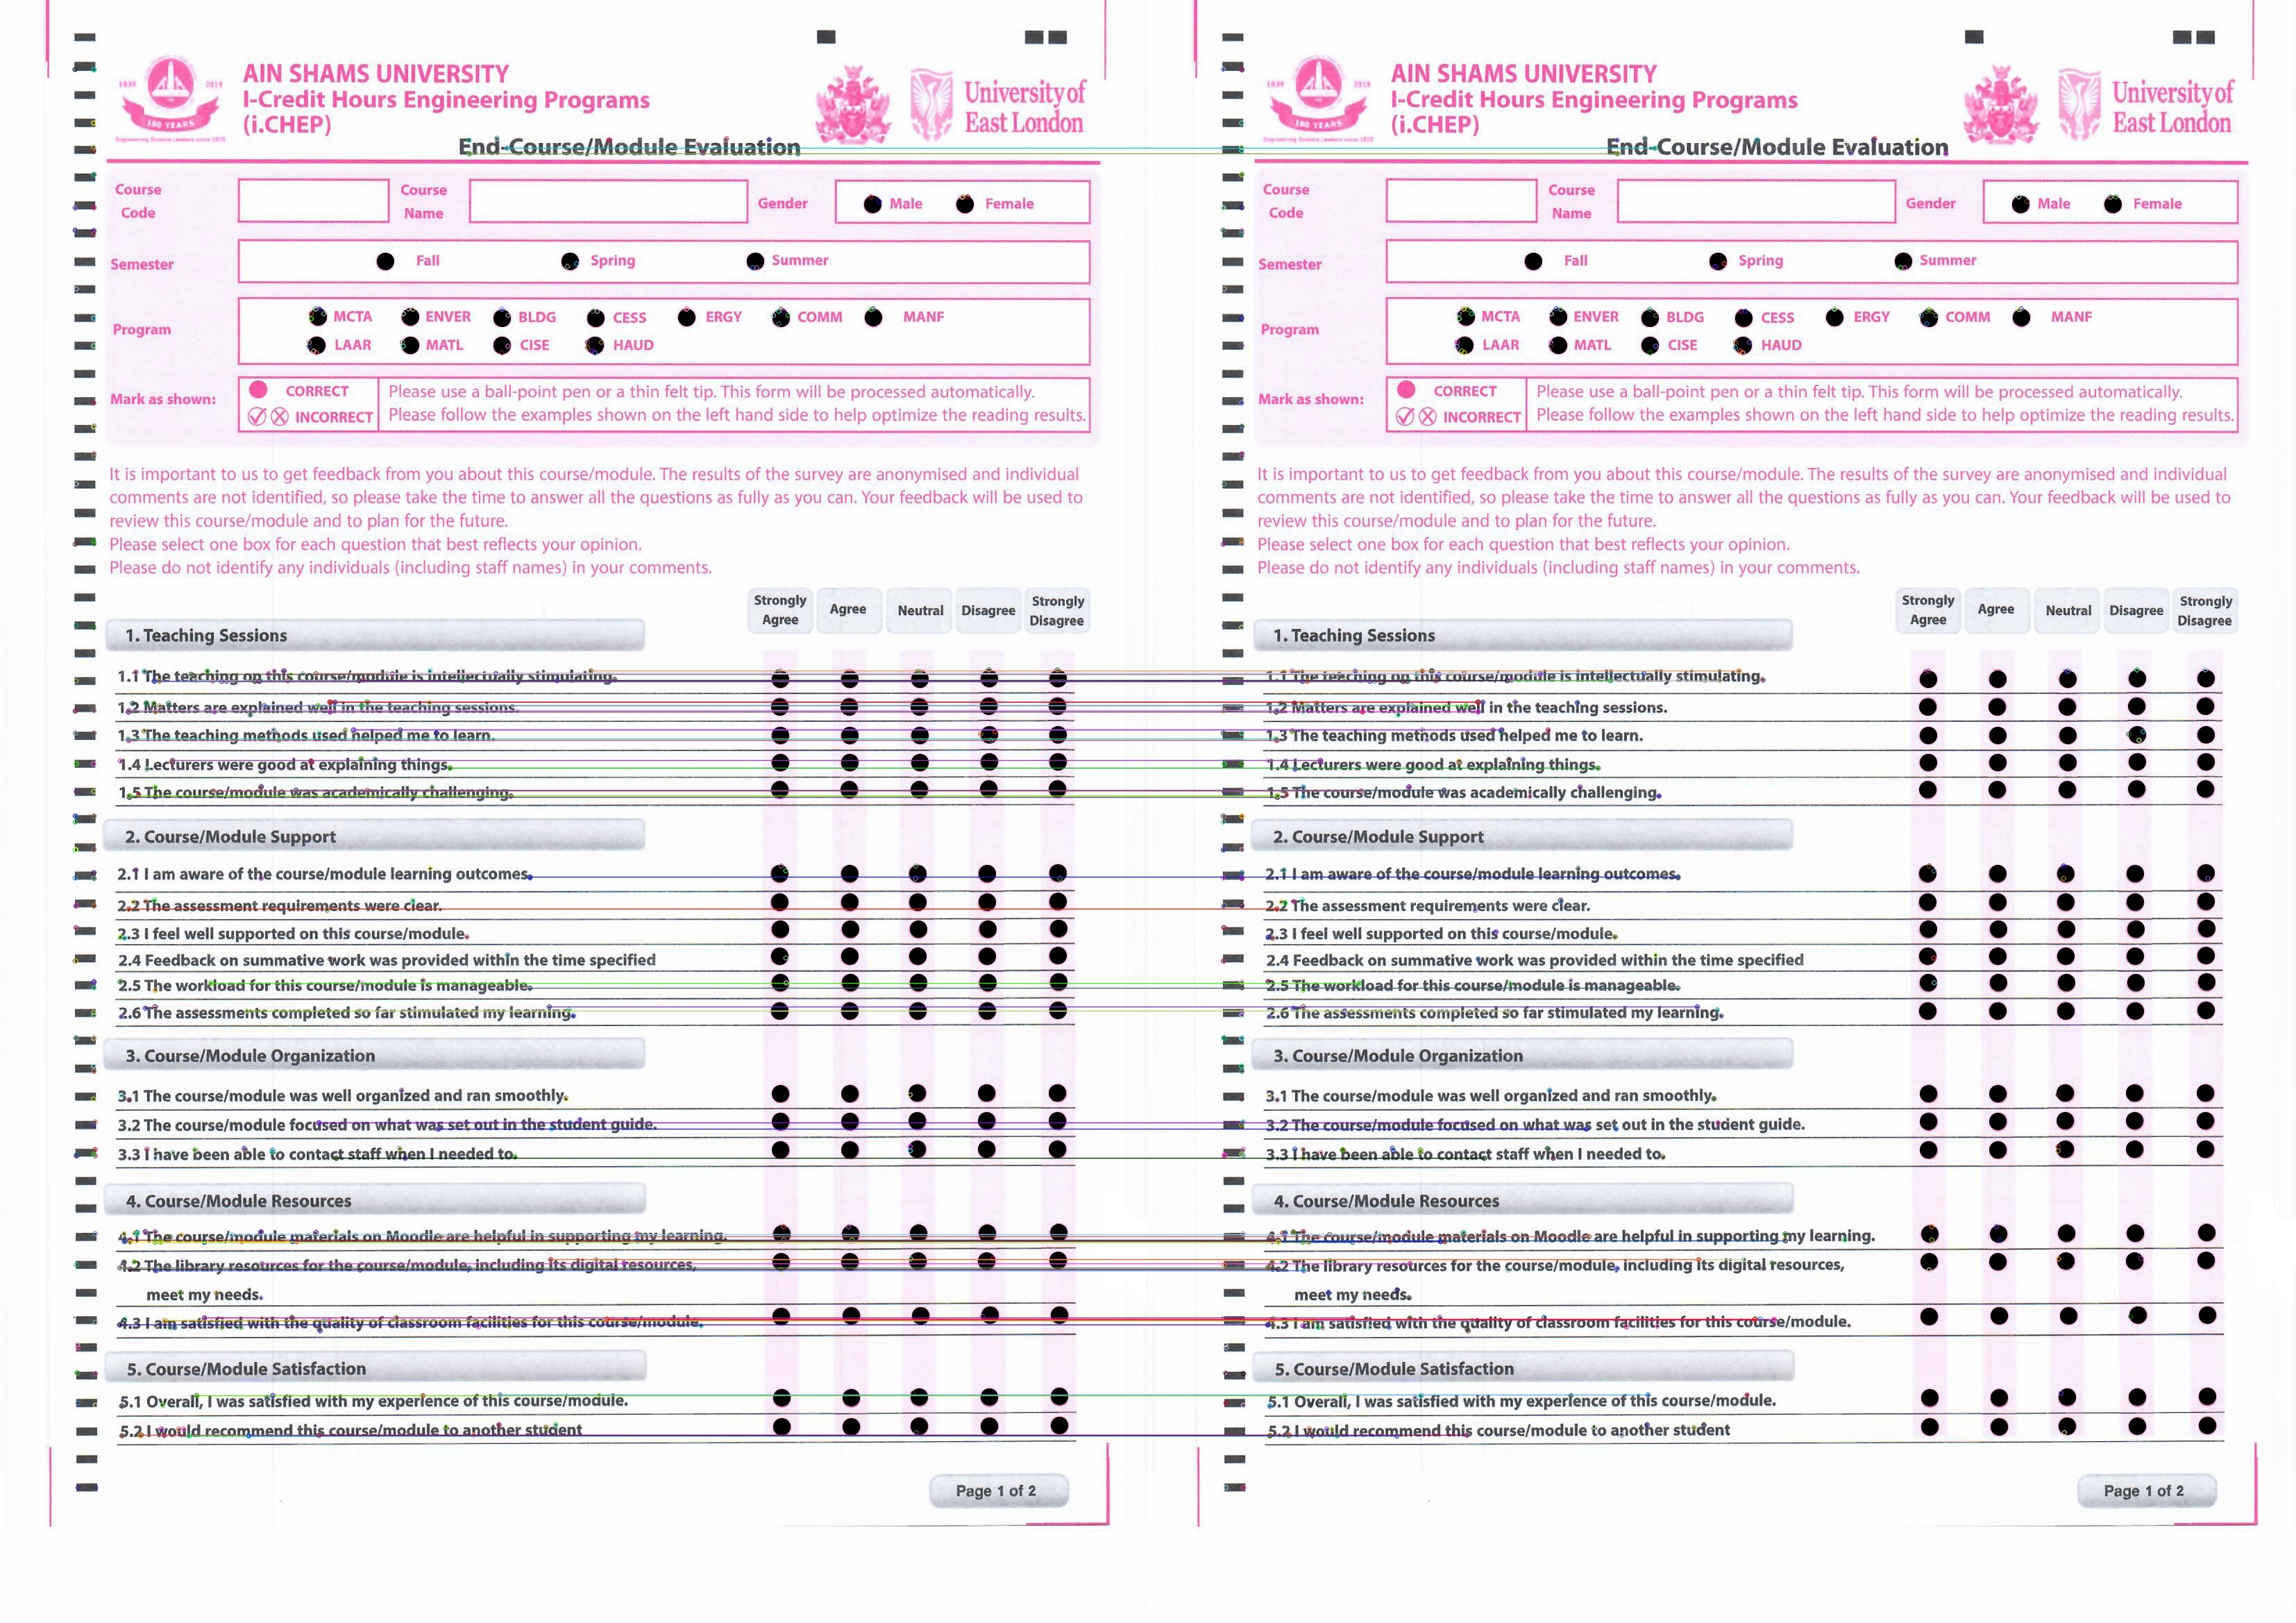 AIN SHAMS UNIVERSITY
I-Credit Hours Engineering Programs
(i.CHEP)
University of
East London
End-Course/Module Evaluation
Course Code
Course Name
Gender
Male Female
Semester
Fall Spring Summer
Program
MCTA ENVER BLDG CESS ERGY COMM MANF
LAAR MATL CISE HAUD
Mark as shown:
CORRECT Please use a ball-point pen or a thin felt tip. This form will be processed automatically.
INCORRECT Please follow the examples shown on the left hand side to help optimize the reading results.
It is important to us to get feedback from you about this course/module. The results of the survey are anonymised and individual
comments are not identified, so please take the time to answer all the questions as fully as you can. Your feedback will be used to
review this course/module and to plan for the future.
Please select one box for each question that best reflects your opinion.
Please do not identify any individuals (including staff names) in your comments.
Strongly Agree Agree Neutral Disagree Strongly Disagree
1. Teaching Sessions
1.1 The teaching on this course/module is intellectually stimulating.
1.2 Matters are explained well in the teaching sessions.
1.3 The teaching methods used helped me to learn.
1.4 Lecturers were good at explaining things.
1.5 The course/module was academically challenging.
2. Course/Module Support
2.1 I am aware of the course/module learning outcomes.
2.2 The assessment requirements were clear.
2.3 I feel well supported on this course/module.
2.4 Feedback on summative work was provided within the time specified
2.5 The workload for this course/module is manageable.
2.6 The assessments completed so far stimulated my learning.
3. Course/Module Organization
3.1 The course/module was well organized and ran smoothly.
3.2 The course/module focused on what was set out in the student guide.
3.3 I have been able to contact staff when I needed to.
4. Course/Module Resources
4.1 The course/module materials on Moodle are helpful in supporting my learning.
4.2 The library resources for the course/module, including its digital resources,
meet my needs.
4.3 I am satisfied with the quality of classroom facilities for this course/module.
5. Course/Module Satisfaction
5.1 Overall, I was satisfied with my experience of this course/module.
5.2 I would recommend this course/module to another student
Page 1 of 2
AIN SHAMS UNIVERSITY
I-Credit Hours Engineering Programs
(i.CHEP)
University of
East London
End-Course/Module Evaluation
Course Code
Course Name
Gender
Male Female
Semester
Fall Spring Summer
Program
MCTA ENVER BLDG CESS ERGY COMM MANF
LAAR MATL CISE HAUD
Mark as shown:
CORRECT Please use a ball-point pen or a thin felt tip. This form will be processed automatically.
INCORRECT Please follow the examples shown on the left hand side to help optimize the reading results.
It is important to us to get feedback from you about this course/module. The results of the survey are anonymised and individual
comments are not identified, so please take the time to answer all the questions as fully as you can. Your feedback will be used to
review this course/module and to plan for the future.
Please select one box for each question that best reflects your opinion.
Please do not identify any individuals (including staff names) in your comments.
Strongly Agree Agree Neutral Disagree Strongly Disagree
1. Teaching Sessions
1.1 The teaching on this course/module is intellectually stimulating.
1.2 Matters are explained well in the teaching sessions.
1.3 The teaching methods used helped me to learn.
1.4 Lecturers were good at explaining things.
1.5 The course/module was academically challenging.
2. Course/Module Support
2.1 I am aware of the course/module learning outcomes.
2.2 The assessment requirements were clear.
2.3 I feel well supported on this course/module.
2.4 Feedback on summative work was provided within the time specified
2.5 The workload for this course/module is manageable.
2.6 The assessments completed so far stimulated my learning.
3. Course/Module Organization
3.1 The course/module was well organized and ran smoothly.
3.2 The course/module focused on what was set out in the student guide.
3.3 I have been able to contact staff when I needed to.
4. Course/Module Resources
4.1 The course/module materials on Moodle are helpful in supporting my learning.
4.2 The library resources for the course/module, including its digital resources,
meet my needs.
4.3 I am satisfied with the quality of classroom facilities for this course/module.
5. Course/Module Satisfaction
5.1 Overall, I was satisfied with my experience of this course/module.
5.2 I would recommend this course/module to another student
Page 1 of 2